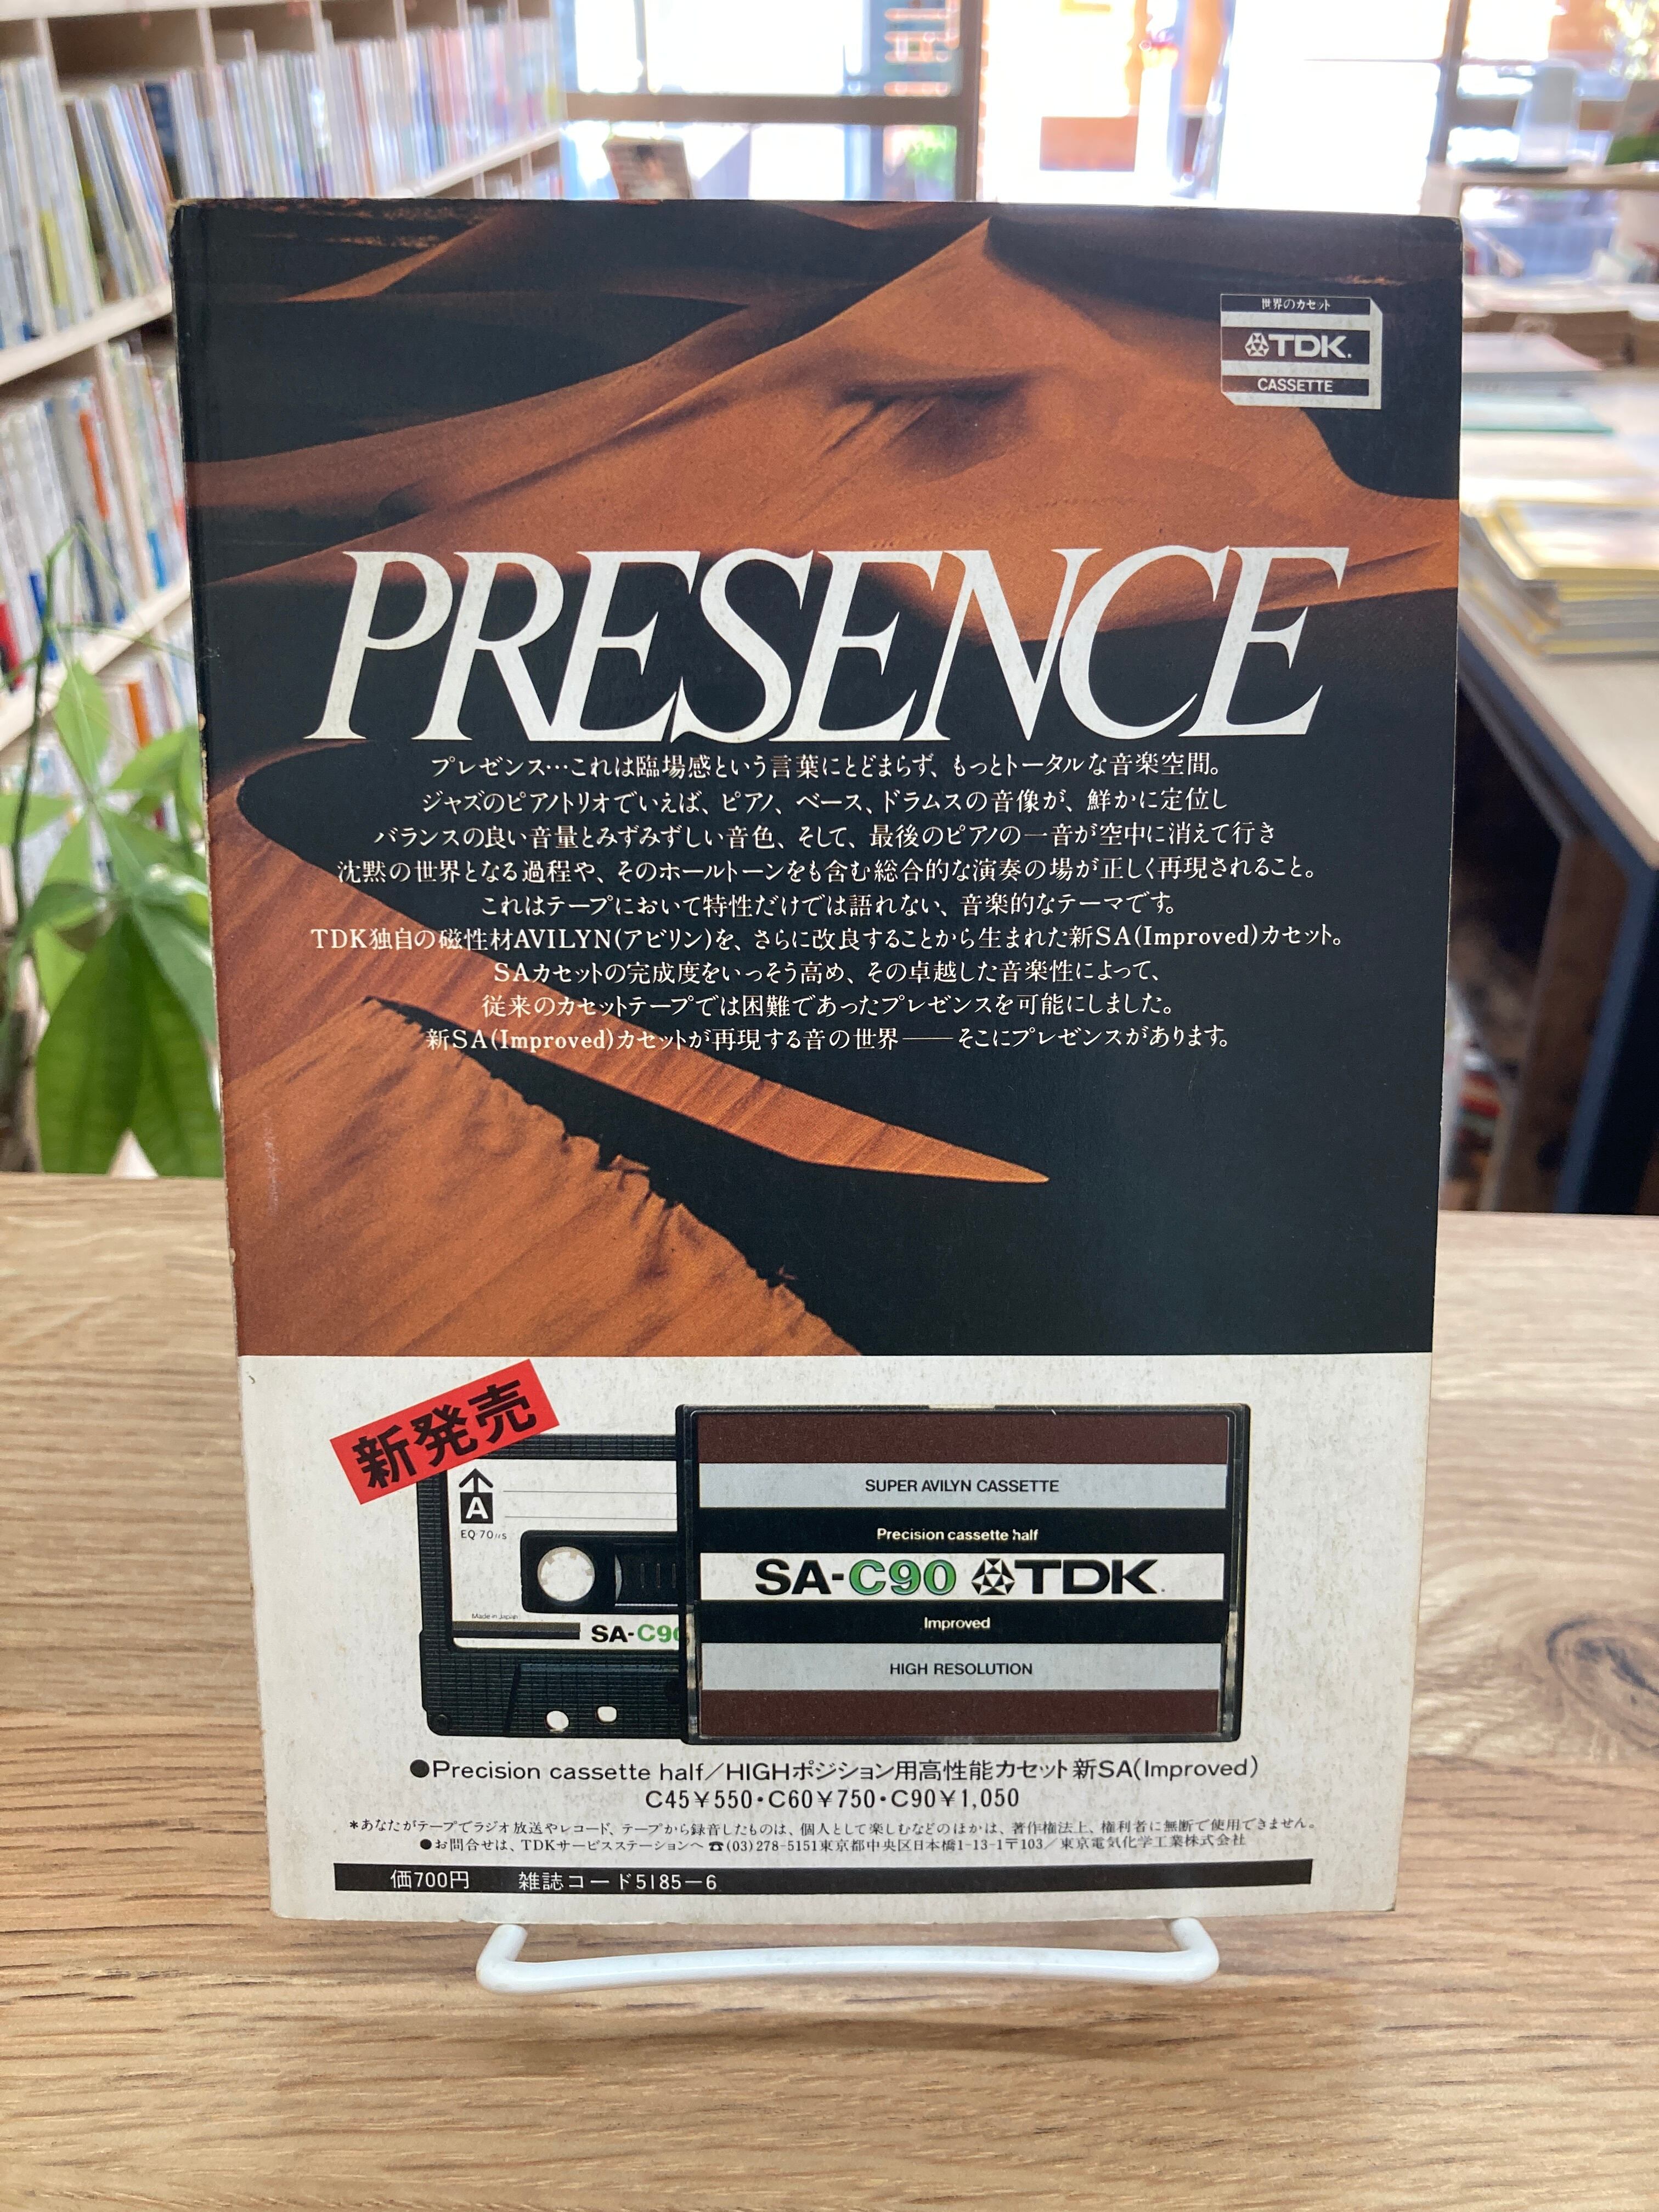 世界のカセット
TDK.
CASSETTE
PRESENCE
プレゼンス…これは臨場感という言葉にとどまらず、もっとトータルな音楽空間。
ジャズのピアノトリオでいえば、ピアノ、ベース、ドラムスの音像が、鮮かに定位し
バランスの良い音量とみずみずしい音色、そして、最後のピアノの一音が空中に消えて行き
沈黙の世界となる過程や、そのホールトーンをも含む総合的な演奏の場が正しく再現されること。
これはテープにおいて特性だけでは語れない、音楽的なテーマです。
TDK独自の磁性材AVILYN(アビリン)を、さらに改良することから生まれた新SA(Improved)カセット。
SAカセットの完成度をいっそう高め、その卓越した音楽性によって、
従来のカセットテープでは困難であったプレゼンスを可能にしました。
新SA(Improved)カセットが再現する音の世界——そこにプレゼンスがあります。
新発売
A
EQ・70μs
Made in Japan
SA-C90
SUPER AVILYN CASSETTE
Precision cassette half
SA-C90 TDK.
Improved
HIGH RESOLUTION
●Precision cassette half/HIGHポジション用高性能カセット新SA(Improved)
C45¥550・C60¥750・C90¥1,050
*あなたがテープでラジオ放送やレコード、テープから録音したものは、個人として楽しむなどのほかは、著作権法上、権利者に無断で使用できません。
●お問合せは、TDKサービスステーションへ☎(03)278-5151東京都中央区日本橋1-13-1〒103/東京電気化学工業株式会社
価700円 雑誌コード5185-6